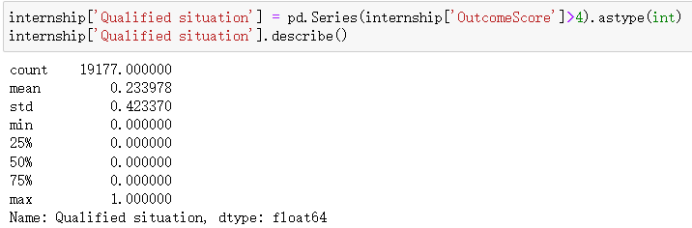 internship['Qualified situation'] = pd.Series(internship['OutcomeScore']>4).astype(int)
internship['Qualified situation'].describe()
count    19177.000000
mean         0.233978
std          0.423370
min          0.000000
25%          0.000000
50%          0.000000
75%          0.000000
max          1.000000
Name: Qualified situation, dtype: float64